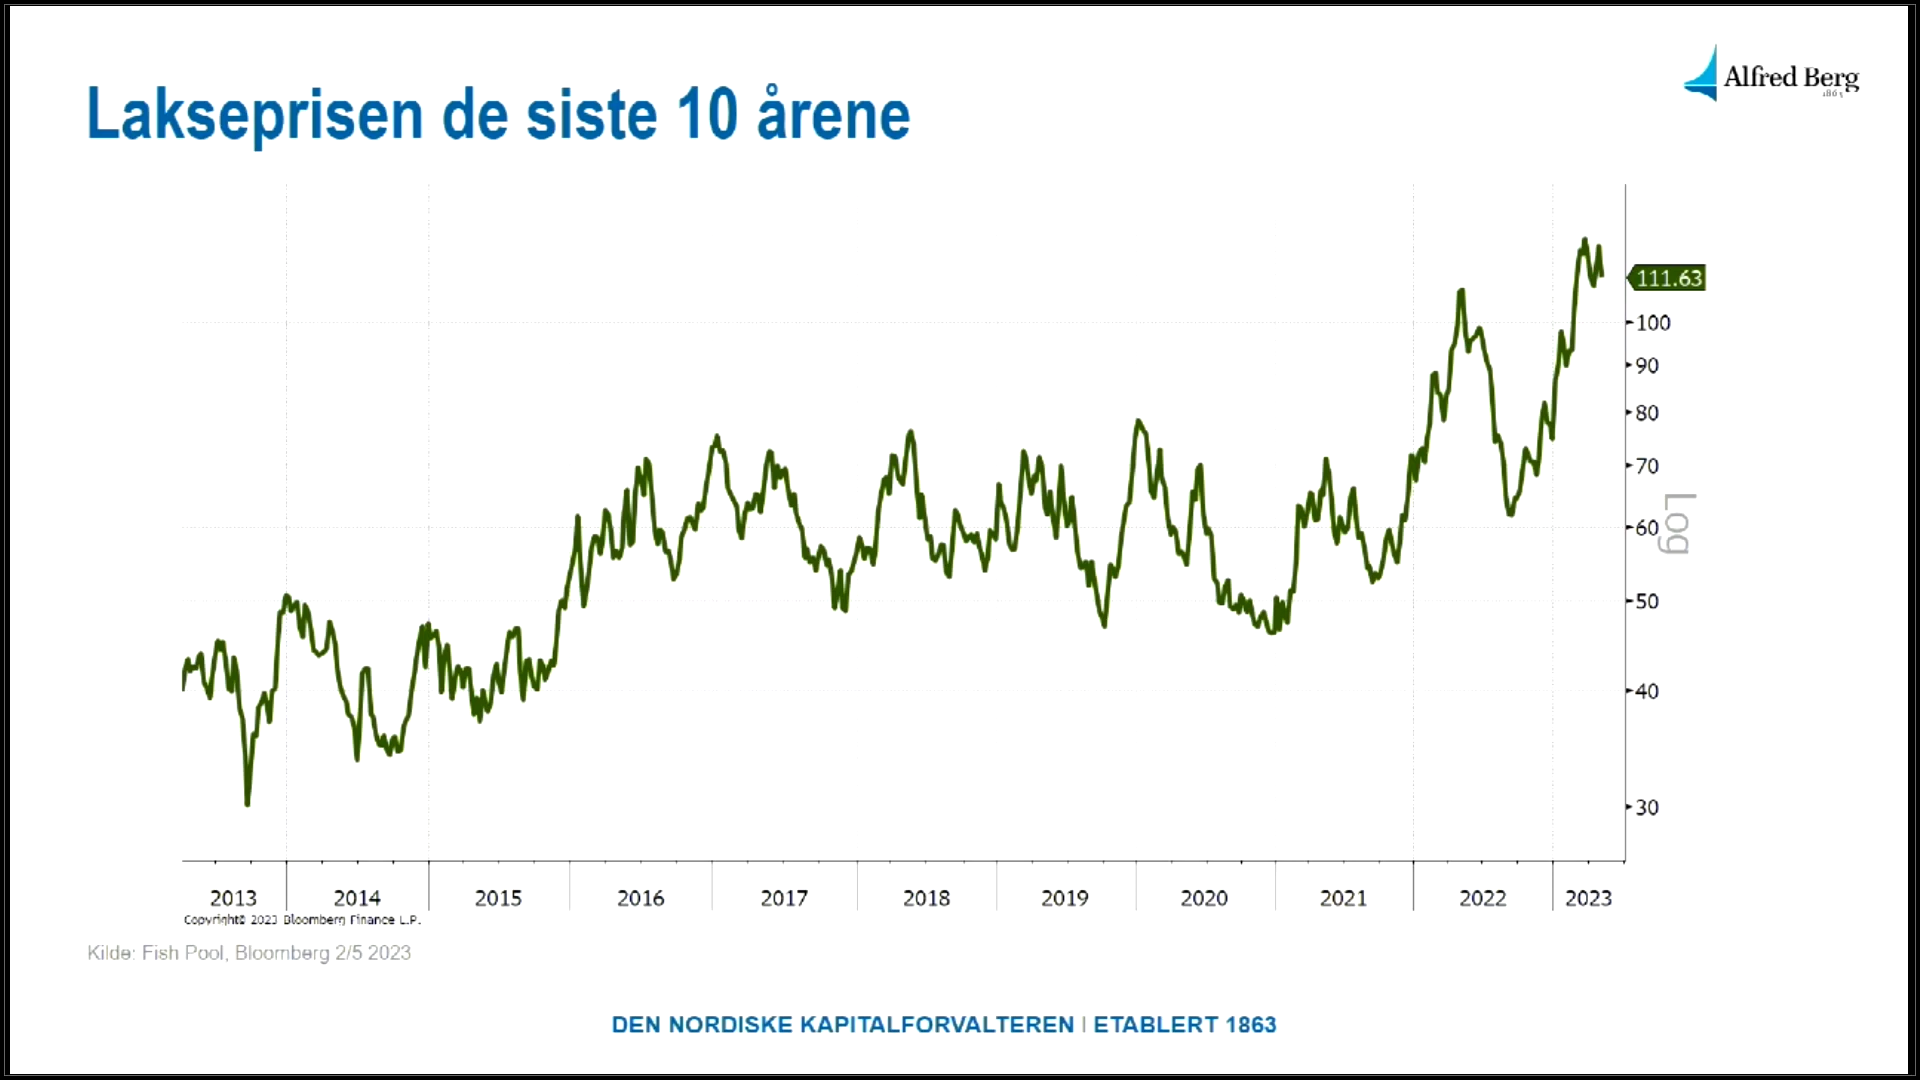 Lakseprisen de siste 10 årene
Alfred Berg
1863
111.63
100
90
80
70
60
50
40
30
Log
2013 2014 2015 2016 2017 2018 2019 2020 2021 2022 2023
Copyright© 2023 Bloomberg Finance L.P.
Kilde: Fish Pool, Bloomberg 2/5 2023
DEN NORDISKE KAPITALFORVALTEREN | ETABLERT 1863